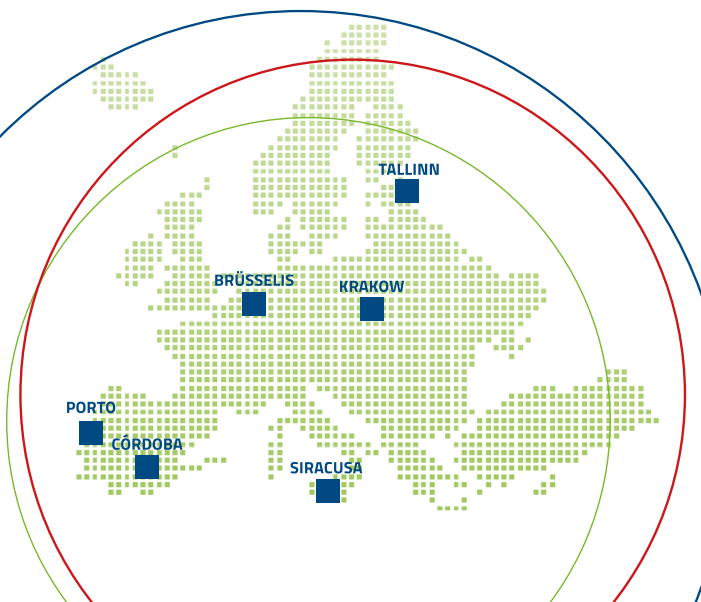 TALLINN
BRÜSSELIS
KRAKOW
PORTO
CÓRDOBA
SIRACUSA